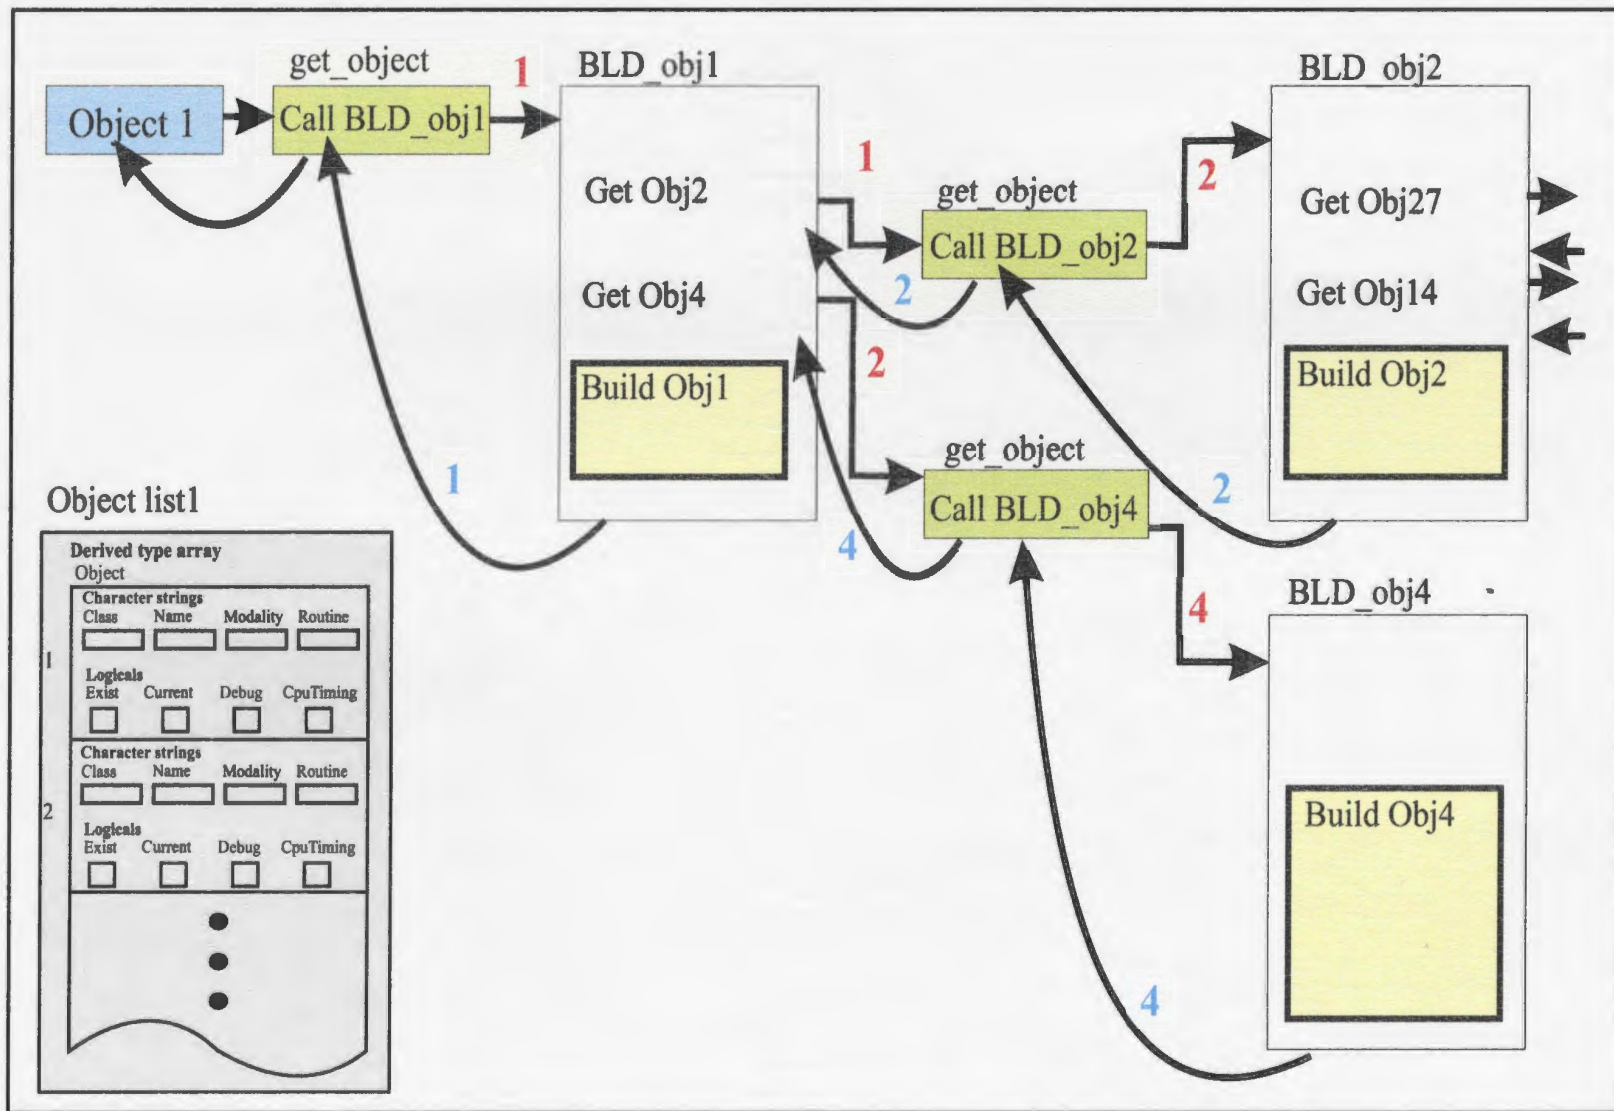 get_object
Object 1
Call BLD_obj1
1
BLD_obj1
Get Obj2
Get Obj4
Build Obj1
1
1
get_object
Call BLD_obj2
2
2
2
get_object
Call BLD_obj4
4
4
BLD_obj2
Get Obj27
Get Obj14
Build Obj2
2
BLD_obj4
Build Obj4
4
Object list1
Derived type array
Object
1
Character strings
Class Name Modality Routine
Logicals
Exist Current Debug CpuTiming
2
Character strings
Class Name Modality Routine
Logicals
Exist Current Debug CpuTiming